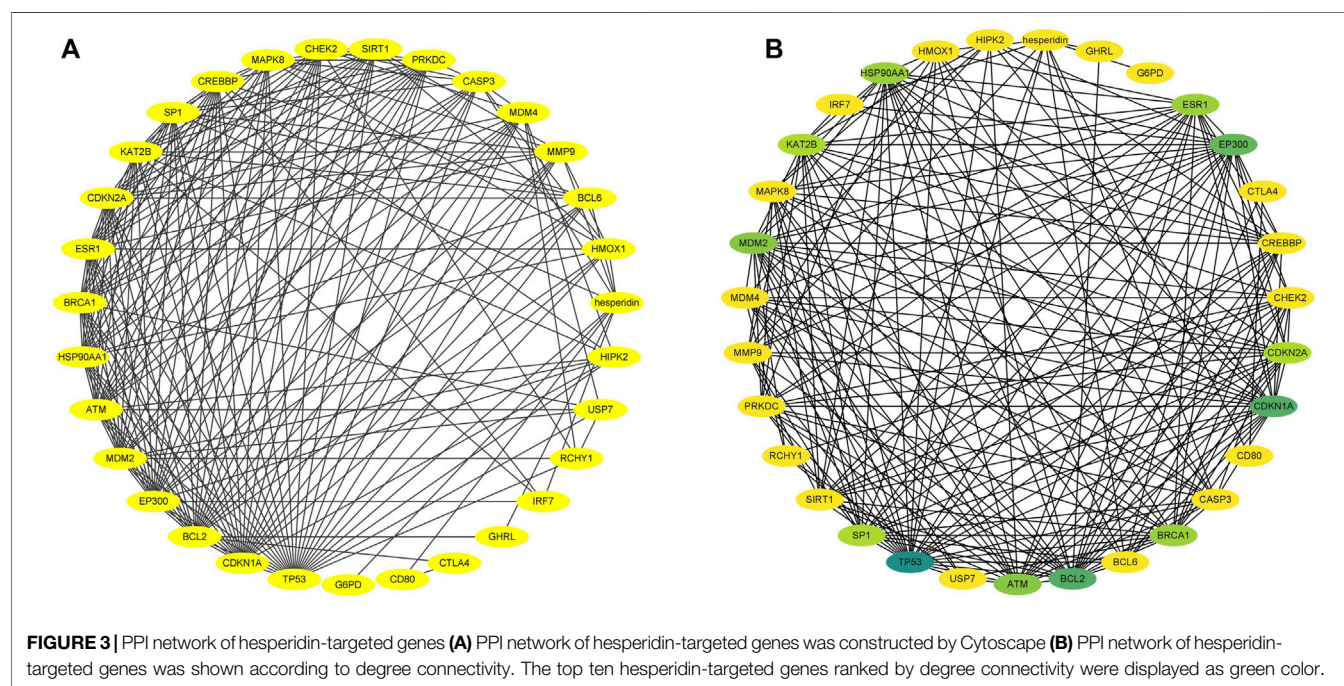 A
CHEK2
SIRT1
MAPK8
PRKDC
CREBBP
CASP3
SP1
MDM4
KAT2B
MMP9
CDKN2A
BCL6
ESR1
HMOX1
BRCA1
hesperidin
HSP90AA1
HIPK2
ATM
USP7
MDM2
RCHY1
EP300
IRF7
BCL2
GHRL
CDKN1A
CTLA4
TP53
G6PD
CD80
B
HIPK2
hesperidin
HMOX1
GHRL
HSP90AA1
G6PD
IRF7
ESR1
KAT2B
EP300
MAPK8
CTLA4
MDM2
CREBBP
MDM4
CHEK2
MMP9
CDKN2A
PRKDC
CDKN1A
RCHY1
CD80
SIRT1
CASP3
SP1
BRCA1
TP53
BCL6
USP7
ATM
BCL2
FIGURE 3 | PPI network of hesperidin-targeted genes (A) PPI network of hesperidin-targeted genes was constructed by Cytoscape (B) PPI network of hesperidin-
targeted genes was shown according to degree connectivity. The top ten hesperidin-targeted genes ranked by degree connectivity were displayed as green color.